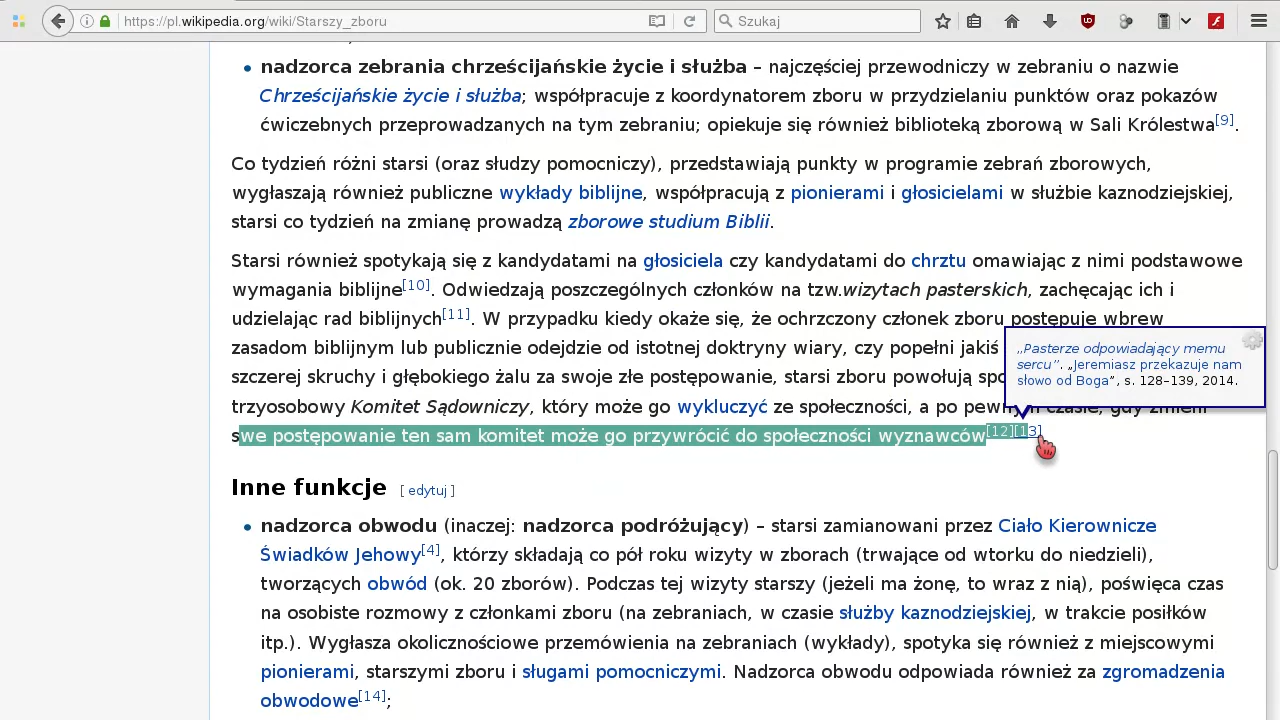 https://pl.wikipedia.org/wiki/Starszy_zboru
Szukaj
nadzorca zebrania chrześcijańskie życie i służba – najczęściej przewodniczy w zebraniu o nazwie
Chrześcijańskie życie i służba; współpracuje z koordynatorem zboru w przydzielaniu punktów oraz pokazów
ćwiczebnych przeprowadzanych na tym zebraniu; opiekuje się również biblioteką zborową w Sali Królestwa[9].
Co tydzień różni starsi (oraz słudzy pomocniczy), przedstawiają punkty w programie zebrań zborowych,
wygłaszają również publiczne wykłady biblijne, współpracują z pionierami i głosicielami w służbie kaznodziejskiej,
starsi co tydzień na zmianę prowadzą zborowe studium Biblii.
Starsi również spotykają się z kandydatami na głosiciela czy kandydatami do chrztu omawiając z nimi podstawowe
wymagania biblijne[10]. Odwiedzają poszczególnych członków na tzw.wizytach pasterskich, zachęcając ich i
udzielając rad biblijnych[11]. W przypadku kiedy okaże się, że ochrzczony członek zboru postępuje wbrew
zasadom biblijnym lub publicznie odejdzie od istotnej doktryny wiary, czy popełni jakiś
szczerej skruchy i głębokiego żalu za swoje złe postępowanie, starsi zboru powołują
trzyosobowy Komitet Sądowniczy, który może go wykluczyć ze społeczności, a po pewnym czasie, gdy zmieni
swe postępowanie ten sam komitet może go przywrócić do społeczności wyznawców[12][13]
„Pasterze odpowiadający memu
sercu”. „Jeremiasz przekazuje nam
słowo od Boga”, s. 128–139, 2014.
Inne funkcje [ edytuj ]
nadzorca obwodu (inaczej: nadzorca podróżujący) – starsi zamianowani przez Ciało Kierownicze
Świadków Jehowy[4], którzy składają co pół roku wizyty w zborach (trwające od wtorku do niedzieli),
tworzących obwód (ok. 20 zborów). Podczas tej wizyty starszy (jeżeli ma żonę, to wraz z nią), poświęca czas
na osobiste rozmowy z członkami zboru (na zebraniach, w czasie służby kaznodziejskiej, w trakcie posiłków
itp.). Wygłasza okolicznościowe przemówienia na zebraniach (wykłady), spotyka się również z miejscowymi
pionierami, starszymi zboru i sługami pomocniczymi. Nadzorca obwodu odpowiada również za zgromadzenia
obwodowe[14];